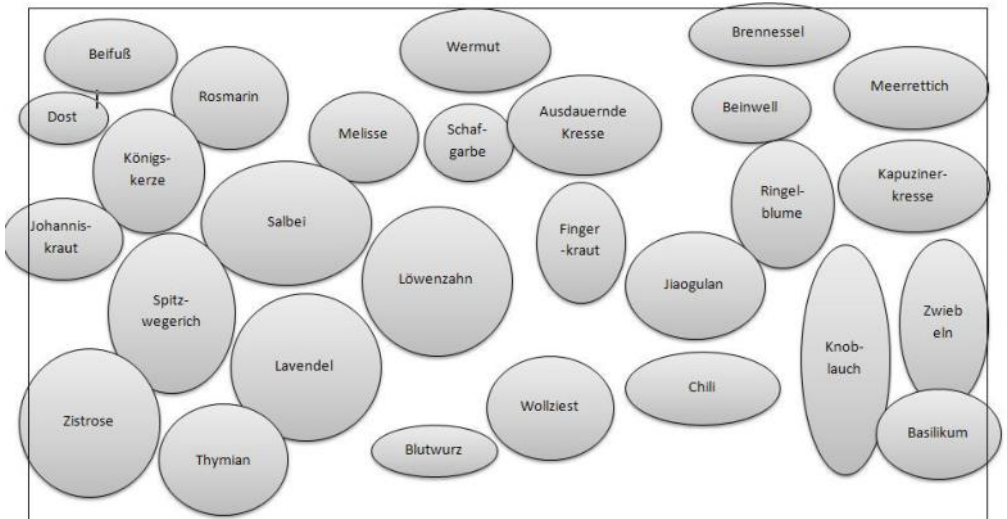 Beifuß
Wermut
Brennessel
Rosmarin
Meerrettich
Dost
Melisse
Schaf-
garbe
Ausdauernde
Kresse
Beinwell
Königs-
kerze
Kapuziner-
kresse
Ringel-
blume
Johannis-
kraut
Salbei
Finger
-kraut
Löwenzahn
Jiaogulan
Spitz-
wegerich
Zwieb
eln
Knob-
lauch
Lavendel
Chili
Zistrose
Wollziest
Basilikum
Thymian
Blutwurz